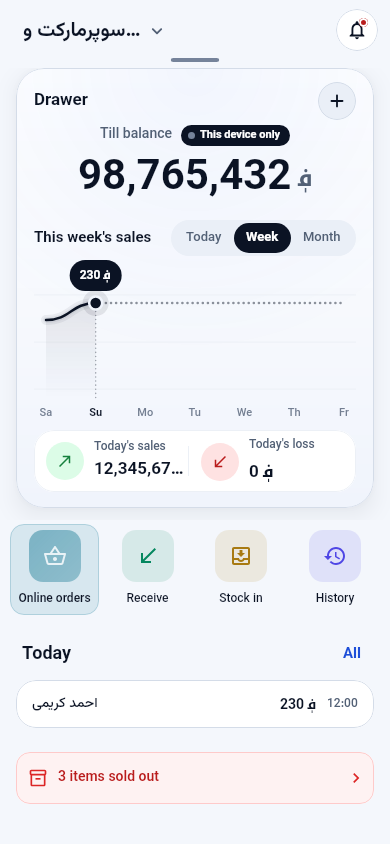 سوپرمارکت و...
Drawer
Till balance
This device only
98,765,432 ؋
This week's sales
Today
Week
Month
230 ؋
Sa
Su
Mo
Tu
We
Th
Fr
Today's sales
12,345,67...
Today's loss
0 ؋
Online orders
Receive
Stock in
History
Today
All
احمد کریمی
230 ؋
12:00
3 items sold out